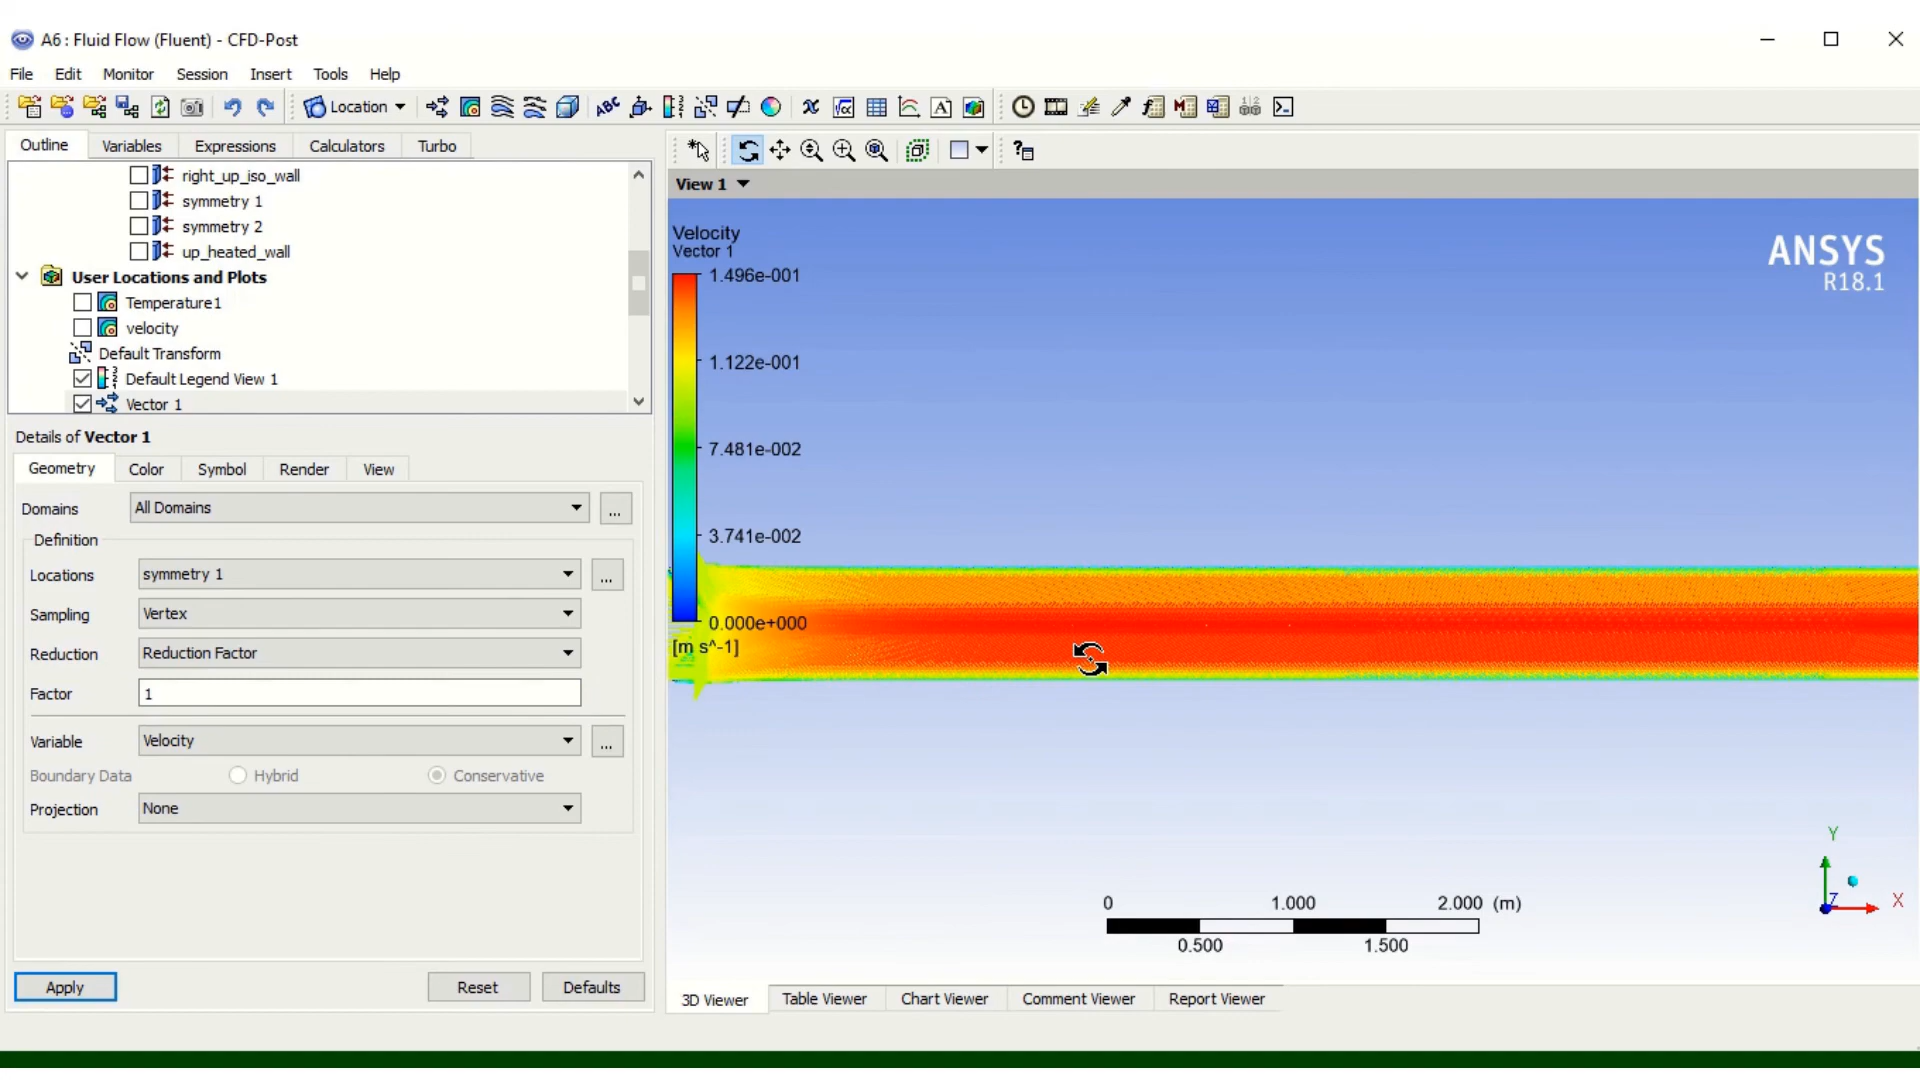 A6 : Fluid Flow (Fluent) - CFD-Post
File Edit Monitor Session Insert Tools Help
Location
Outline Variables Expressions Calculators Turbo
right_up_iso_wall
symmetry 1
symmetry 2
up_heated_wall
User Locations and Plots
Temperature1
velocity
Default Transform
Default Legend View 1
Vector 1
Details of Vector 1
Geometry Color Symbol Render View
Domains All Domains ...
Definition
Locations symmetry 1 ...
Sampling Vertex
Reduction Reduction Factor
Factor 1
Variable Velocity ...
Boundary Data Hybrid Conservative
Projection None
Apply Reset Defaults
View 1
Velocity
Vector 1
1.496e-001
1.122e-001
7.481e-002
3.741e-002
0.000e+000
[m s^-1]
ANSYS
R18.1
Y
Z
X
0 1.000 2.000 (m)
0.500 1.500
3D Viewer Table Viewer Chart Viewer Comment Viewer Report Viewer